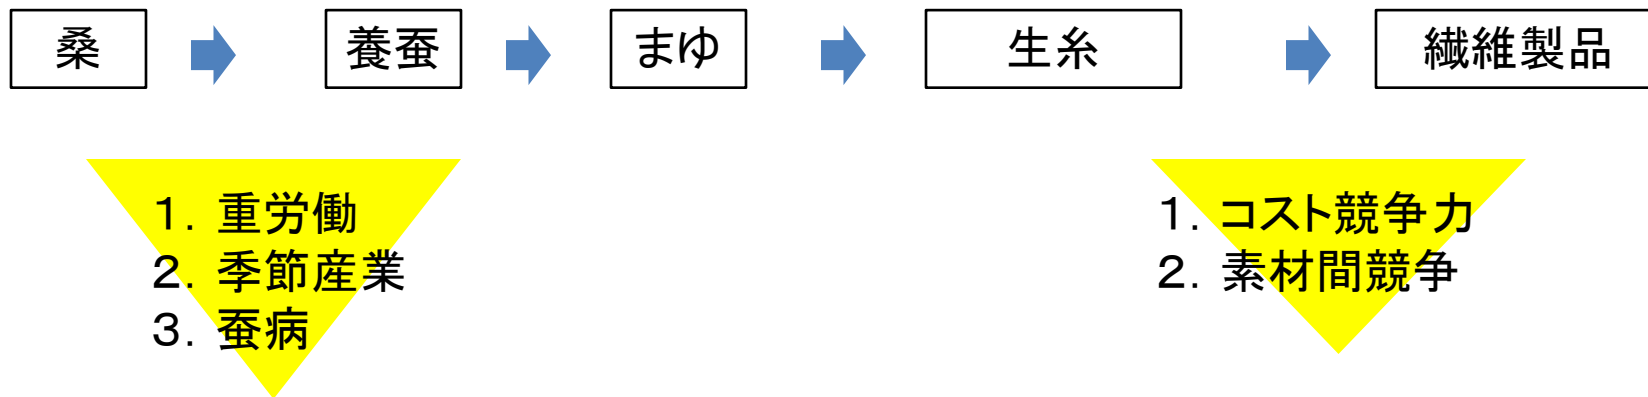 桑
養蚕
まゆ
生糸
繊維製品
１．重労働
２．季節産業
３．蚕病
１．コスト競争力
２．素材間競争